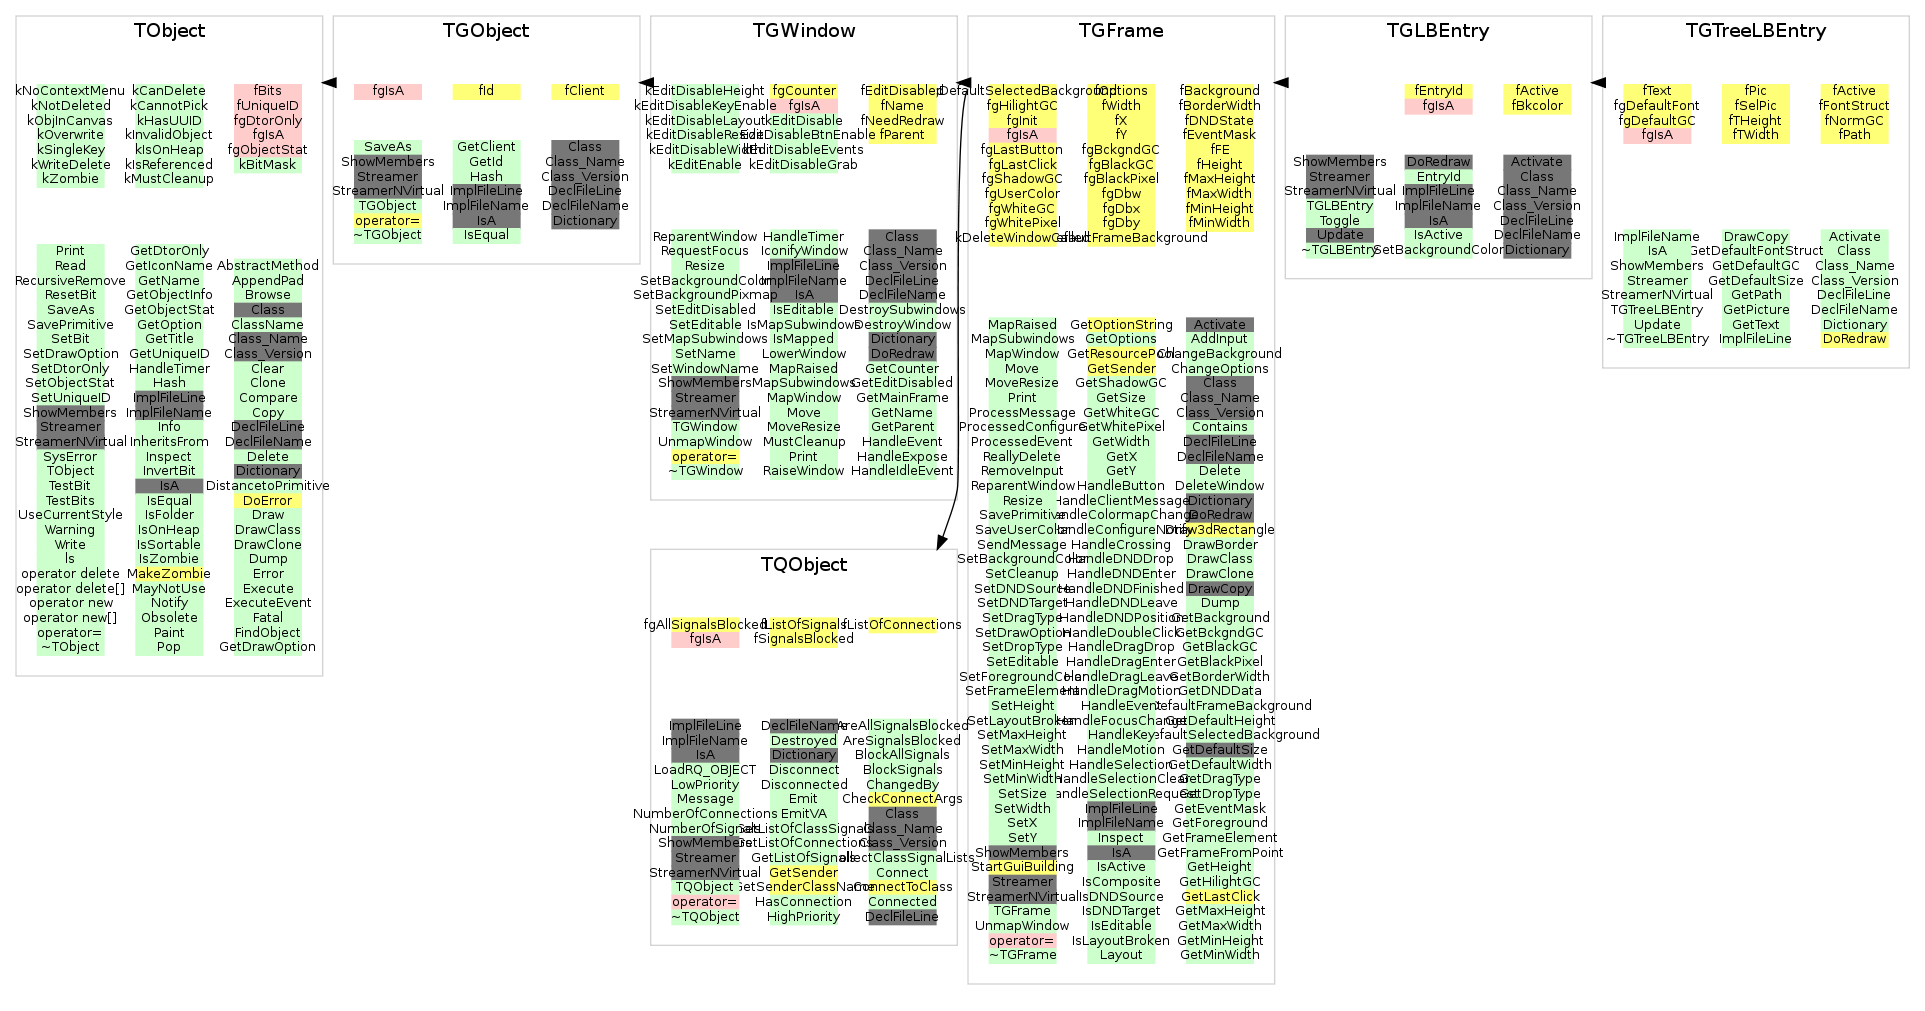 TObject
kNoContextMenu
kNotDeleted
kObjInCanvas
kOverwrite
kSingleKey
kWriteDelete
kZombie
kCanDelete
kCannotPick
kHasUUID
kInvalidObject
kIsOnHeap
kIsReferenced
kMustCleanup
fBits
fUniqueID
fgDtorOnly
fgIsA
fgObjectStat
kBitMask
Print
Read
RecursiveRemove
ResetBit
SaveAs
SavePrimitive
SetBit
SetDrawOption
SetDtorOnly
SetObjectStat
SetUniqueID
ShowMembers
Streamer
StreamerNVirtual
SysError
TObject
TestBit
TestBits
UseCurrentStyle
Warning
Write
ls
operator delete
operator delete[]
operator new
operator new[]
operator=
~TObject
GetDtorOnly
GetIconName
GetName
GetObjectInfo
GetObjectStat
GetOption
GetTitle
GetUniqueID
HandleTimer
Hash
ImplFileLine
ImplFileName
Info
InheritsFrom
Inspect
InvertBit
IsA
IsEqual
IsFolder
IsOnHeap
IsSortable
IsZombie
MakeZombie
MayNotUse
Notify
Obsolete
Paint
Pop
AbstractMethod
AppendPad
Browse
Class
ClassName
Class_Name
Class_Version
Clear
Clone
Compare
Copy
DeclFileLine
DeclFileName
Delete
Dictionary
DistancetoPrimitive
DoError
Draw
DrawClass
DrawClone
Dump
Error
Execute
ExecuteEvent
Fatal
FindObject
GetDrawOption
TGObject
fgIsA
fId
fClient
SaveAs
ShowMembers
Streamer
StreamerNVirtual
TGObject
operator=
~TGObject
GetClient
GetId
Hash
ImplFileLine
ImplFileName
IsA
IsEqual
Class
Class_Name
Class_Version
DeclFileLine
DeclFileName
Dictionary
TGWindow
kEditDisableHeight
kEditDisableKeyEnable
kEditDisableLayout
kEditDisableResize
kEditDisableWidth
kEditEnable
fgCounter
fgIsA
kEditDisable
kEditDisableBtnEnable
kEditDisableEvents
kEditDisableGrab
fEditDisabled
fName
fNeedRedraw
fParent
ReparentWindow
RequestFocus
Resize
SetBackgroundColor
SetBackgroundPixmap
SetEditDisabled
SetEditable
SetMapSubwindows
SetName
SetWindowName
ShowMembers
Streamer
StreamerNVirtual
TGWindow
UnmapWindow
operator=
~TGWindow
HandleTimer
IconifyWindow
ImplFileLine
ImplFileName
IsA
IsEditable
IsMapSubwindows
IsMapped
LowerWindow
MapRaised
MapSubwindows
MapWindow
Move
MoveResize
MustCleanup
Print
RaiseWindow
Class
Class_Name
Class_Version
DeclFileLine
DeclFileName
DestroySubwindows
DestroyWindow
Dictionary
DoRedraw
GetCounter
GetEditDisabled
GetMainFrame
GetName
GetParent
HandleEvent
HandleExpose
HandleIdleEvent
TQObject
fgAllSignalsBlocked
fgIsA
fListOfSignals
fSignalsBlocked
fListOfConnections
ImplFileLine
ImplFileName
IsA
LoadRQ_OBJECT
LowPriority
Message
NumberOfConnections
NumberOfSignals
ShowMembers
Streamer
StreamerNVirtual
TQObject
operator=
~TQObject
DeclFileName
Destroyed
Dictionary
Disconnect
Disconnected
Emit
EmitVA
GetListOfClassSignals
GetListOfConnections
GetListOfSignals
GetSender
GetSenderClassName
HasConnection
HighPriority
AreAllSignalsBlocked
AreSignalsBlocked
BlockAllSignals
BlockSignals
ChangedBy
CheckConnectArgs
Class
Class_Name
Class_Version
CollectClassSignalLists
Connect
ConnectToClass
Connected
DeclFileLine
TGFrame
fgDefaultSelectedBackground
fgHilightGC
fgInit
fgIsA
fgLastButton
fgLastClick
fgShadowGC
fgUserColor
fgWhiteGC
fgWhitePixel
kDeleteWindowCalled
fOptions
fWidth
fX
fY
fgBckgndGC
fgBlackGC
fgBlackPixel
fgDbw
fgDbx
fgDby
fgDefaultFrameBackground
fBackground
fBorderWidth
fDNDState
fEventMask
fFE
fHeight
fMaxHeight
fMaxWidth
fMinHeight
fMinWidth
MapRaised
MapSubwindows
MapWindow
Move
MoveResize
Print
ProcessMessage
ProcessedConfigure
ProcessedEvent
ReallyDelete
RemoveInput
ReparentWindow
Resize
SavePrimitive
SaveUserColor
SendMessage
SetBackgroundColor
SetCleanup
SetDNDSource
SetDNDTarget
SetDragType
SetDrawOption
SetDropType
SetEditable
SetForegroundColor
SetFrameElement
SetHeight
SetLayoutBroken
SetMaxHeight
SetMaxWidth
SetMinHeight
SetMinWidth
SetSize
SetWidth
SetX
SetY
ShowMembers
StartGuiBuilding
Streamer
StreamerNVirtual
TGFrame
UnmapWindow
operator=
~TGFrame
GetOptionString
GetOptions
GetResourcePool
GetSender
GetShadowGC
GetSize
GetWhiteGC
GetWhitePixel
GetWidth
GetX
GetY
HandleButton
HandleClientMessage
HandleColormapChange
HandleConfigureNotify
HandleCrossing
HandleDNDDrop
HandleDNDEnter
HandleDNDFinished
HandleDNDLeave
HandleDNDPosition
HandleDoubleClick
HandleDragDrop
HandleDragEnter
HandleDragLeave
HandleDragMotion
HandleEvent
HandleFocusChange
HandleKey
HandleMotion
HandleSelection
HandleSelectionClear
HandleSelectionRequest
ImplFileLine
ImplFileName
Inspect
IsA
IsActive
IsComposite
IsDNDSource
IsDNDTarget
IsEditable
IsLayoutBroken
Layout
Activate
AddInput
ChangeBackground
ChangeOptions
Class
Class_Name
Class_Version
Contains
DeclFileLine
DeclFileName
Delete
DeleteWindow
Dictionary
DoRedraw
Draw3dRectangle
DrawBorder
DrawClass
DrawClone
DrawCopy
Dump
GetBackground
GetBckgndGC
GetBlackGC
GetBlackPixel
GetBorderWidth
GetDNDData
GetDefaultFrameBackground
GetDefaultHeight
GetDefaultSelectedBackground
GetDefaultSize
GetDefaultWidth
GetDragType
GetDropType
GetEventMask
GetForeground
GetFrameElement
GetFrameFromPoint
GetHeight
GetHilightGC
GetLastClick
GetMaxHeight
GetMaxWidth
GetMinHeight
GetMinWidth
TGLBEntry
fEntryId
fgIsA
fActive
fBkcolor
ShowMembers
Streamer
StreamerNVirtual
TGLBEntry
Toggle
Update
~TGLBEntry
DoRedraw
EntryId
ImplFileLine
ImplFileName
IsA
IsActive
SetBackgroundColor
Activate
Class
Class_Name
Class_Version
DeclFileLine
DeclFileName
Dictionary
TGTreeLBEntry
fText
fgDefaultFont
fgDefaultGC
fgIsA
fPic
fSelPic
fTHeight
fTWidth
fActive
fFontStruct
fNormGC
fPath
ImplFileName
IsA
ShowMembers
Streamer
StreamerNVirtual
TGTreeLBEntry
Update
~TGTreeLBEntry
DrawCopy
GetDefaultFontStruct
GetDefaultGC
GetDefaultSize
GetPath
GetPicture
GetText
ImplFileLine
Activate
Class
Class_Name
Class_Version
DeclFileLine
DeclFileName
Dictionary
DoRedraw